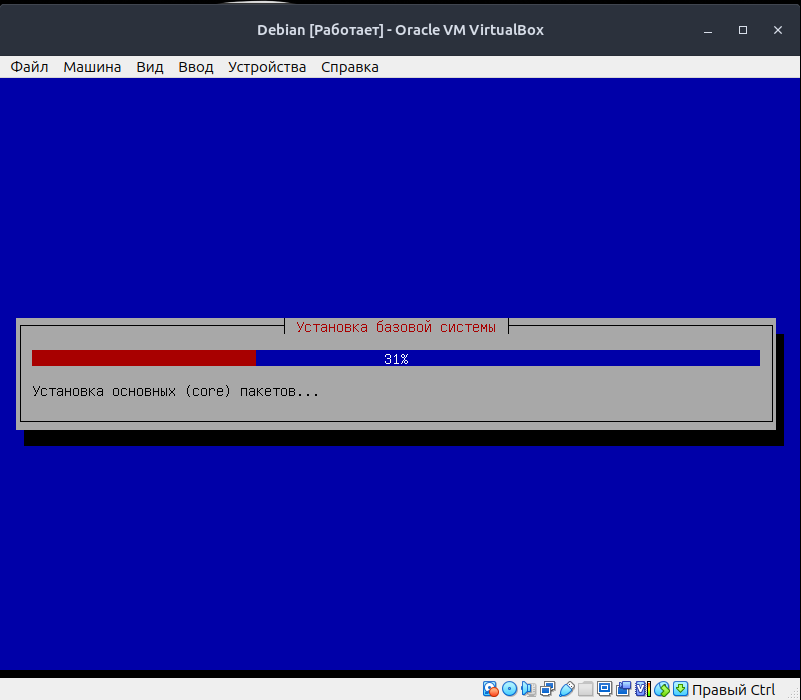 Debian [Работает] - Oracle VM VirtualBox
Файл Машина Вид Ввод Устройства Справка
Установка базовой системы
31%
Установка основных (core) пакетов...
Правый Ctrl